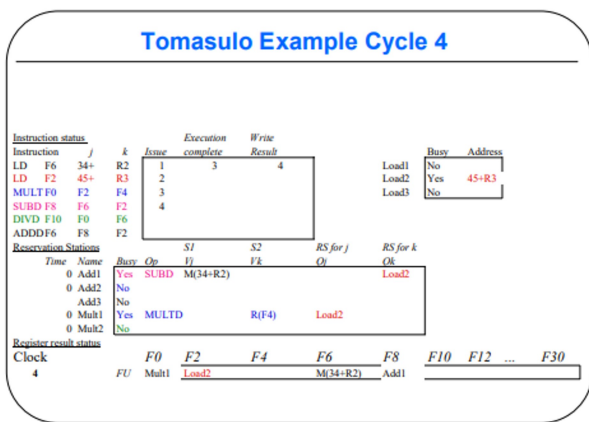 Tomasulo Example Cycle 4
Instruction status Execution Write
Instruction j k Issue complete Result Busy Address
LD F6 34+ R2 1 3 4 Load1 No
LD F2 45+ R3 2 Load2 Yes 45+R3
MULTF0 F2 F4 3 Load3 No
SUBD F8 F6 F2 4
DIVD F10 F0 F6
ADDDF6 F8 F2
Reservation Stations S1 S2 RS for j RS for k
Time Name Busy Op Vj Vk Qj Qk
0 Add1 Yes SUBD M(34+R2) Load2
0 Add2 No
Add3 No
0 Mult1 Yes MULTD R(F4) Load2
0 Mult2 No
Register result status
Clock F0 F2 F4 F6 F8 F10 F12 ... F30
4 FU Mult1 Load2 M(34+R2) Add1